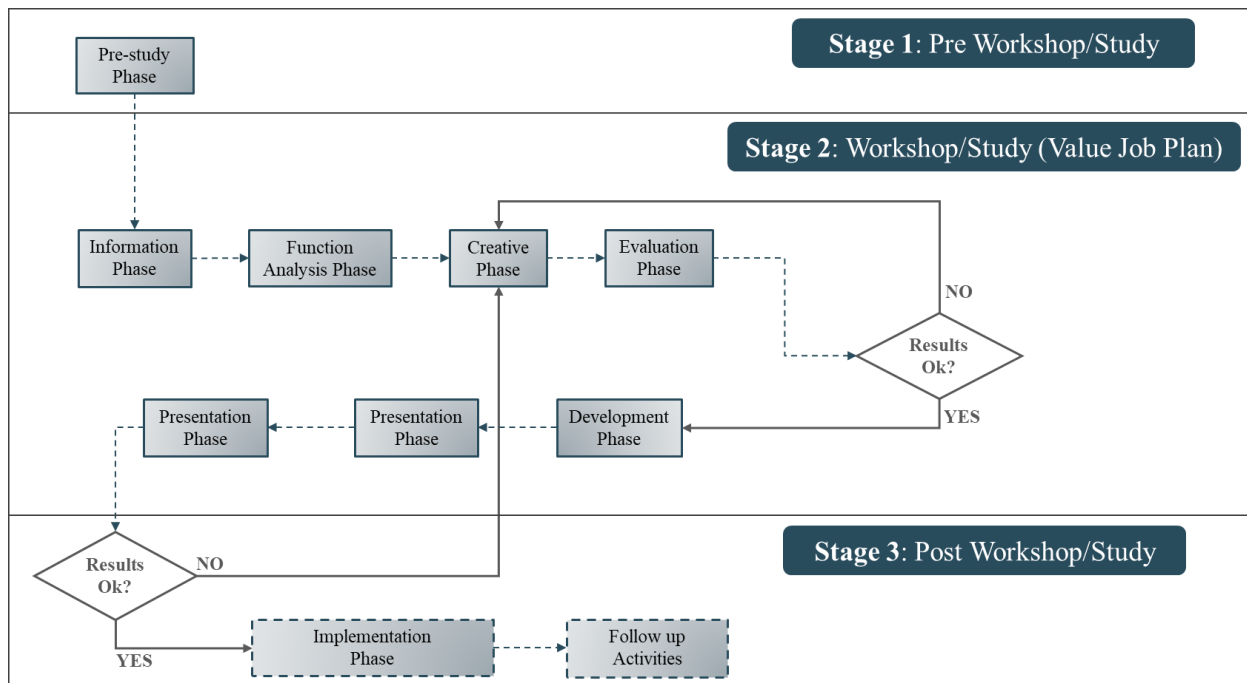 Stage 1: Pre Workshop/Study
Pre-study
Phase
Stage 2: Workshop/Study (Value Job Plan)
Information
Phase
Function
Analysis Phase
Creative
Phase
Evaluation
Phase
NO
Results
Ok?
YES
Presentation
Phase
Presentation
Phase
Development
Phase
Stage 3: Post Workshop/Study
Results
Ok?
NO
YES
Implementation
Phase
Follow up
Activities